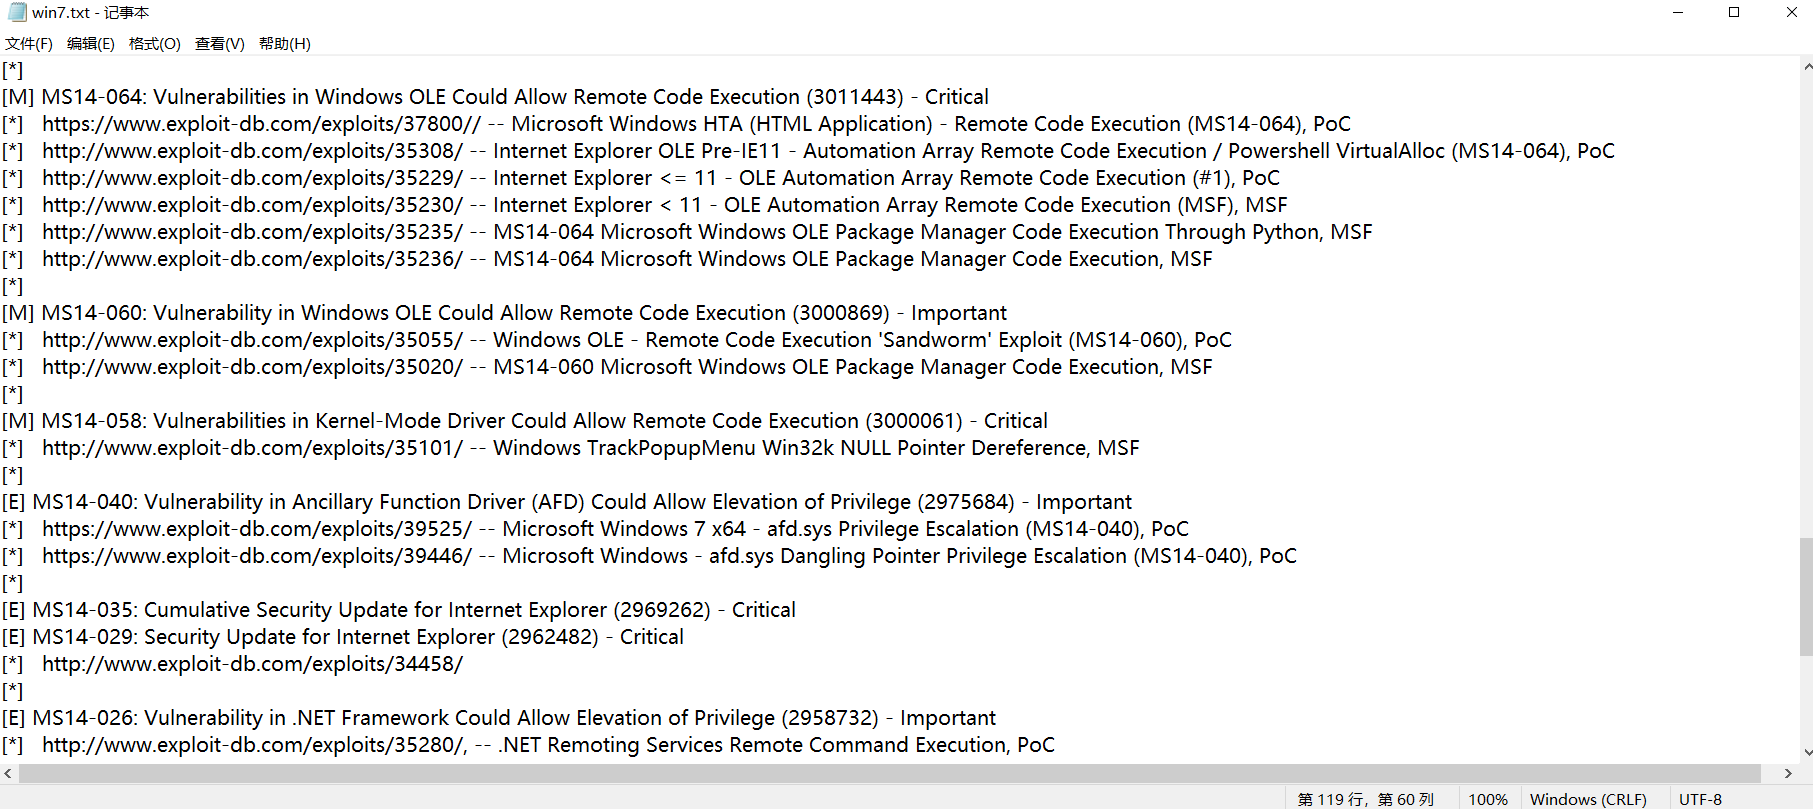 win7.txt - 记事本
文件(F) 编辑(E) 格式(O) 查看(V) 帮助(H)
[*]
[M] MS14-064: Vulnerabilities in Windows OLE Could Allow Remote Code Execution (3011443) - Critical
[*]   https://www.exploit-db.com/exploits/37800// -- Microsoft Windows HTA (HTML Application) - Remote Code Execution (MS14-064), PoC
[*]   http://www.exploit-db.com/exploits/35308/ -- Internet Explorer OLE Pre-IE11 - Automation Array Remote Code Execution / Powershell VirtualAlloc (MS14-064), PoC
[*]   http://www.exploit-db.com/exploits/35229/ -- Internet Explorer <= 11 - OLE Automation Array Remote Code Execution (#1), PoC
[*]   http://www.exploit-db.com/exploits/35230/ -- Internet Explorer < 11 - OLE Automation Array Remote Code Execution (MSF), MSF
[*]   http://www.exploit-db.com/exploits/35235/ -- MS14-064 Microsoft Windows OLE Package Manager Code Execution Through Python, MSF
[*]   http://www.exploit-db.com/exploits/35236/ -- MS14-064 Microsoft Windows OLE Package Manager Code Execution, MSF
[*]
[M] MS14-060: Vulnerability in Windows OLE Could Allow Remote Code Execution (3000869) - Important
[*]   http://www.exploit-db.com/exploits/35055/ -- Windows OLE - Remote Code Execution 'Sandworm' Exploit (MS14-060), PoC
[*]   http://www.exploit-db.com/exploits/35020/ -- MS14-060 Microsoft Windows OLE Package Manager Code Execution, MSF
[*]
[M] MS14-058: Vulnerabilities in Kernel-Mode Driver Could Allow Remote Code Execution (3000061) - Critical
[*]   http://www.exploit-db.com/exploits/35101/ -- Windows TrackPopupMenu Win32k NULL Pointer Dereference, MSF
[*]
[E] MS14-040: Vulnerability in Ancillary Function Driver (AFD) Could Allow Elevation of Privilege (2975684) - Important
[*]   https://www.exploit-db.com/exploits/39525/ -- Microsoft Windows 7 x64 - afd.sys Privilege Escalation (MS14-040), PoC
[*]   https://www.exploit-db.com/exploits/39446/ -- Microsoft Windows - afd.sys Dangling Pointer Privilege Escalation (MS14-040), PoC
[*]
[E] MS14-035: Cumulative Security Update for Internet Explorer (2969262) - Critical
[E] MS14-029: Security Update for Internet Explorer (2962482) - Critical
[*]   http://www.exploit-db.com/exploits/34458/
[*]
[E] MS14-026: Vulnerability in .NET Framework Could Allow Elevation of Privilege (2958732) - Important
[*]   http://www.exploit-db.com/exploits/35280/, -- .NET Remoting Services Remote Command Execution, PoC
第 119 行，第 60 列 100% Windows (CRLF) UTF-8